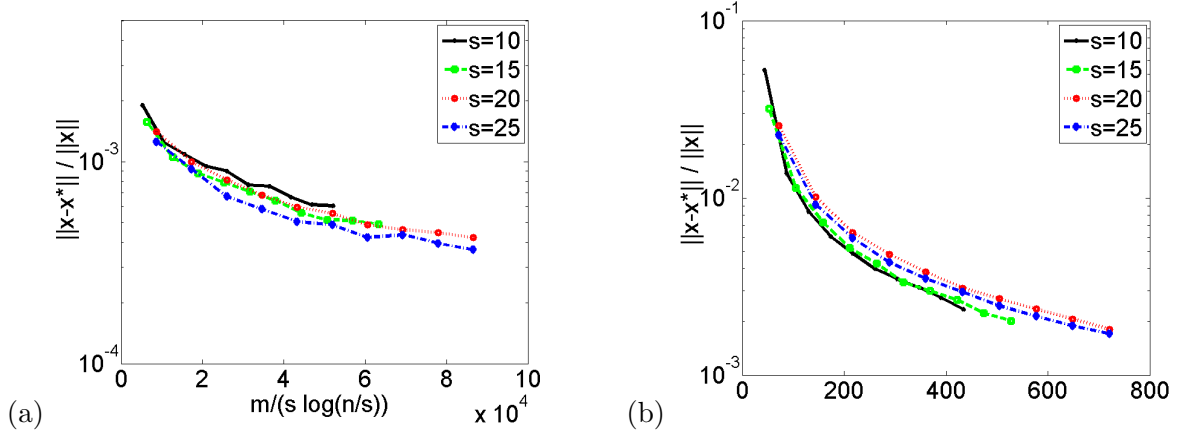 s=10
s=15
s=20
s=25
||x-x*|| / ||x||
10^-3
10^-4
0
2
4
6
8
10
m/(s log(n/s))
x 10^4
(a)
10^-1
s=10
s=15
s=20
s=25
||x-x*|| / ||x||
10^-2
10^-3
0
200
400
600
800
(b)